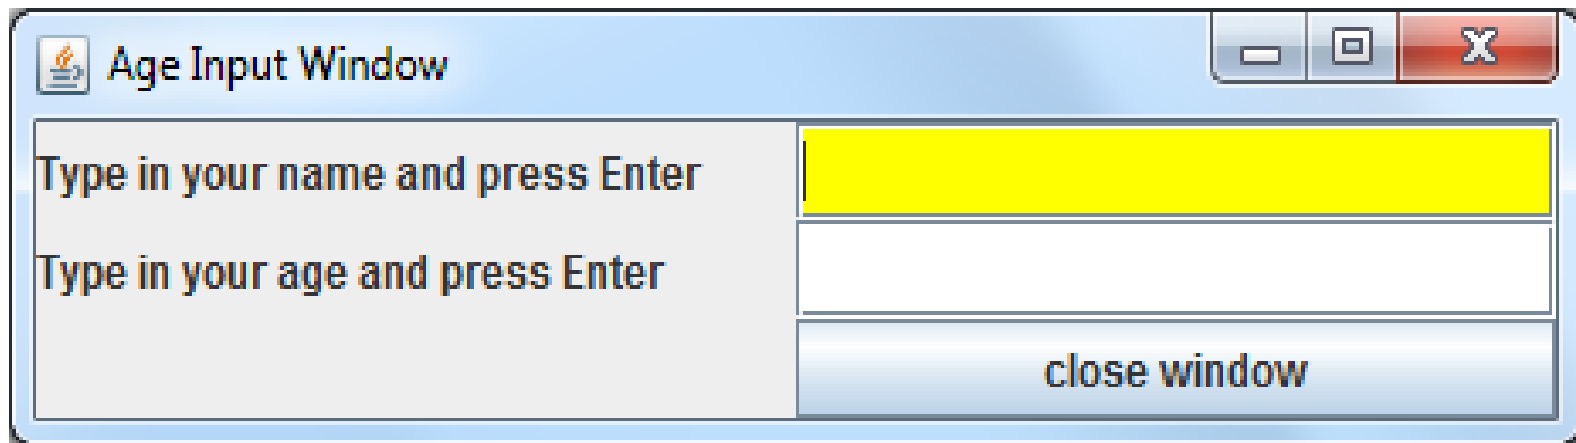 Age Input Window
Type in your name and press Enter
Type in your age and press Enter
close window